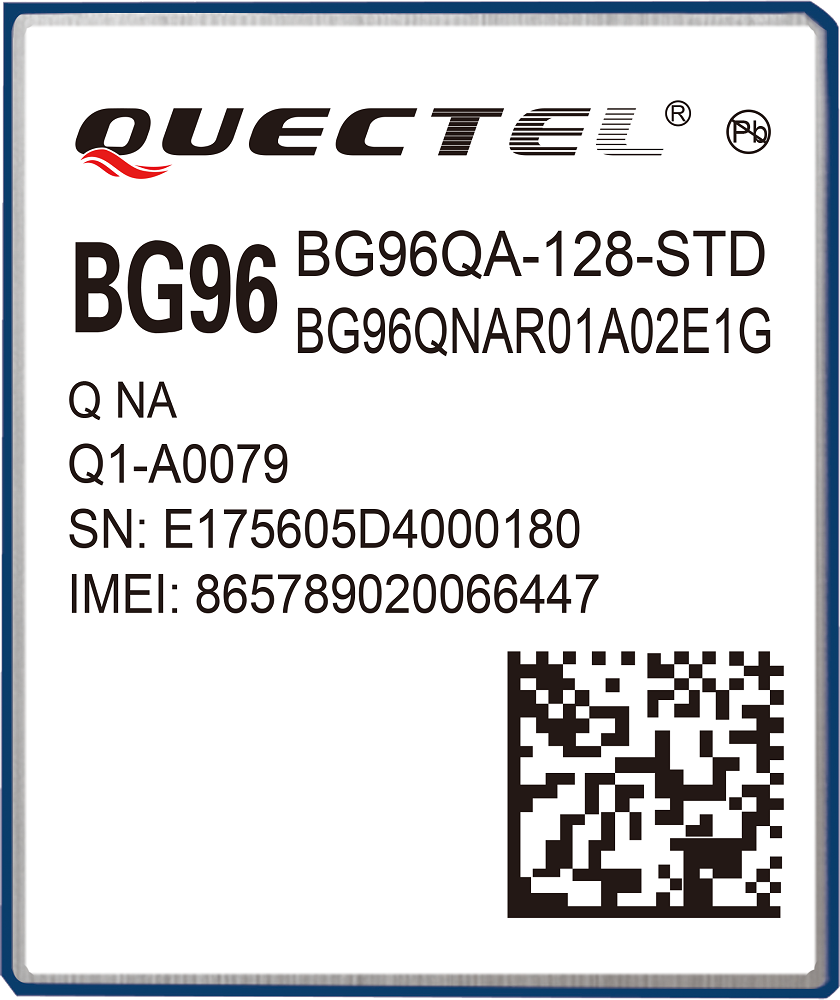 QUECTEL®
Pb
BG96
BG96QA-128-STD
BG96QNAR01A02E1G
Q NA
Q1-A0079
SN: E175605D4000180
IMEI: 865789020066447